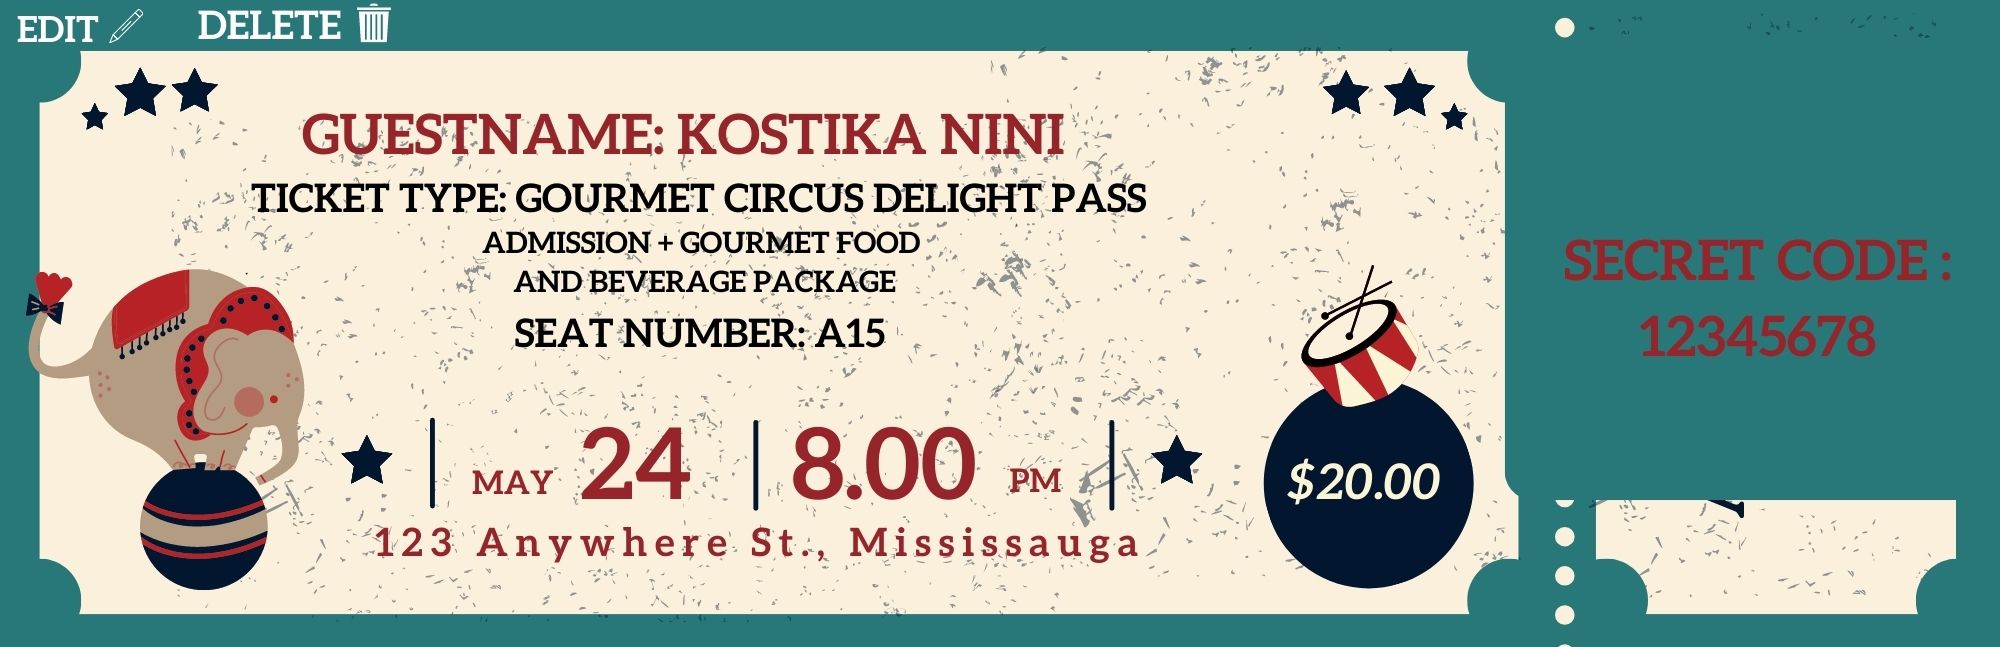 EDIT
DELETE
GUESTNAME: KOSTIKA NINI
TICKET TYPE: GOURMET CIRCUS DELIGHT PASS
ADMISSION + GOURMET FOOD
AND BEVERAGE PACKAGE
SEAT NUMBER: A15
MAY 24 8.00 PM
123 Anywhere St., Mississauga
$20.00
SECRET CODE :
12345678